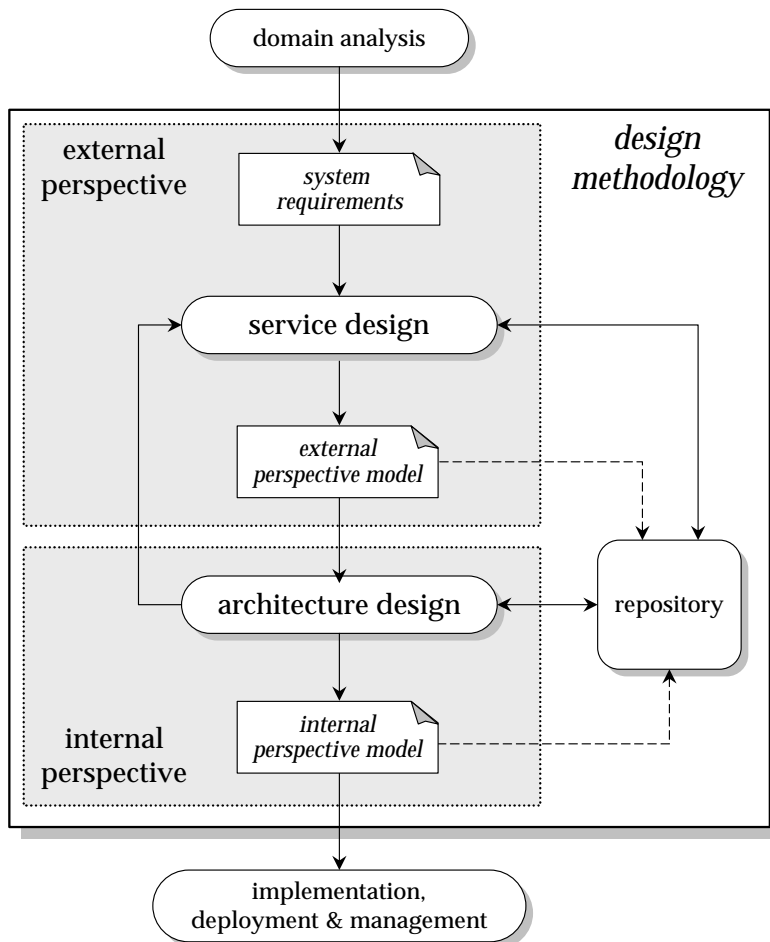 domain analysis
external
perspective
design
methodology
system
requirements
service design
external
perspective model
architecture design
repository
internal
perspective model
internal
perspective
implementation,
deployment & management